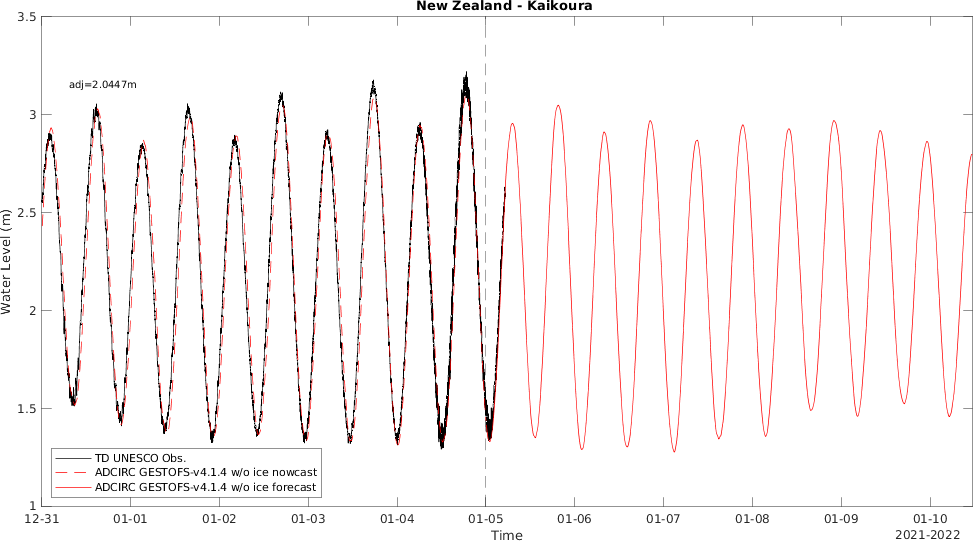 New Zealand - Kaikoura
3.5
adj=2.0447m
3
2.5
Water Level (m)
2
1.5
TD UNESCO Obs.
ADCIRC GESTOFS-v4.1.4 w/o ice nowcast
ADCIRC GESTOFS-v4.1.4 w/o ice forecast
1
12-31 01-01 01-02 01-03 01-04 01-05 01-06 01-07 01-08 01-09 01-10
Time
2021-2022